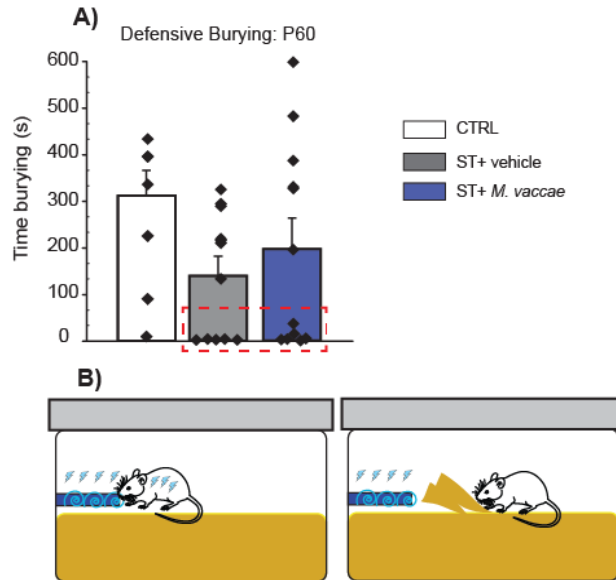 A)
Defensive Burying: P60
600
500
400
300
200
100
0
Time burying (s)
CTRL
ST+ vehicle
ST+ M. vaccae
B)